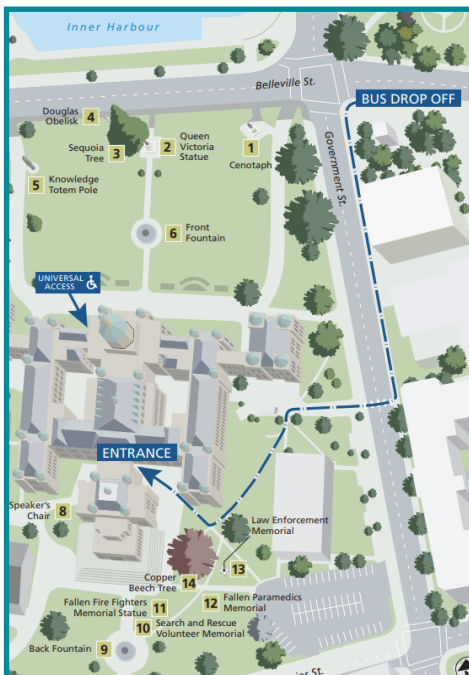 Inner Harbour
Belleville St.
BUS DROP OFF
Douglas
Obelisk
4
Sequoia
Tree
3
2
Queen
Victoria
Statue
1
Cenotaph
Government St.
5
Knowledge
Totem Pole
6
Front
Fountain
UNIVERSAL
ACCESS
ENTRANCE
Speaker's
Chair
8
Law Enforcement
Memorial
13
Copper
Beech Tree
14
Fallen Fire Fighters
Memorial Statue
11
12
Fallen Paramedics
Memorial
10
Search and Rescue
Volunteer Memorial
Back Fountain
9
St.